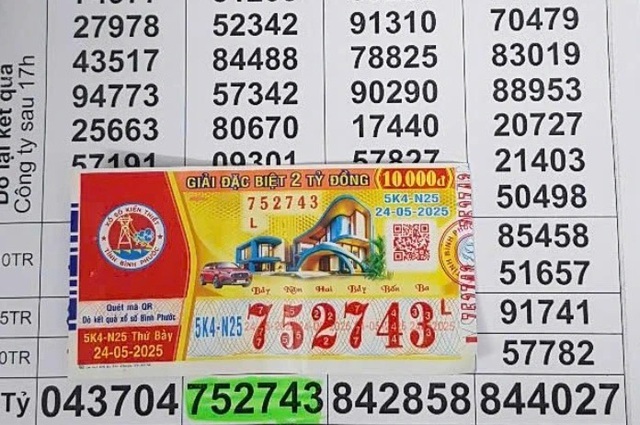 27978 52342 91310 70479
43517 84488 78825 83019
94773 57342 90290 88953
25663 80670 17440 20727
57191 09301 57827 21403
50498
85458
0TR 51657
5TR 91741
0TR 57782
Tỷ 043704 752743 842858 844027
Dò lại kết quả
Công ty sau 17h
GIẢI ĐẶC BIỆT 2 TỶ ĐỒNG 10.000đ
752743
L
5K4-N25
24-05-2025
XỔ SỐ KIẾN THIẾT
TỈNH BÌNH PHƯỚC
Bảy Năm Hai Bảy Bốn Ba
Quét mã QR
Dò kết quả xổ số Bình Phước
5K4-N25 Thứ Bảy
24-05-2025
5K4-N25 752743 L